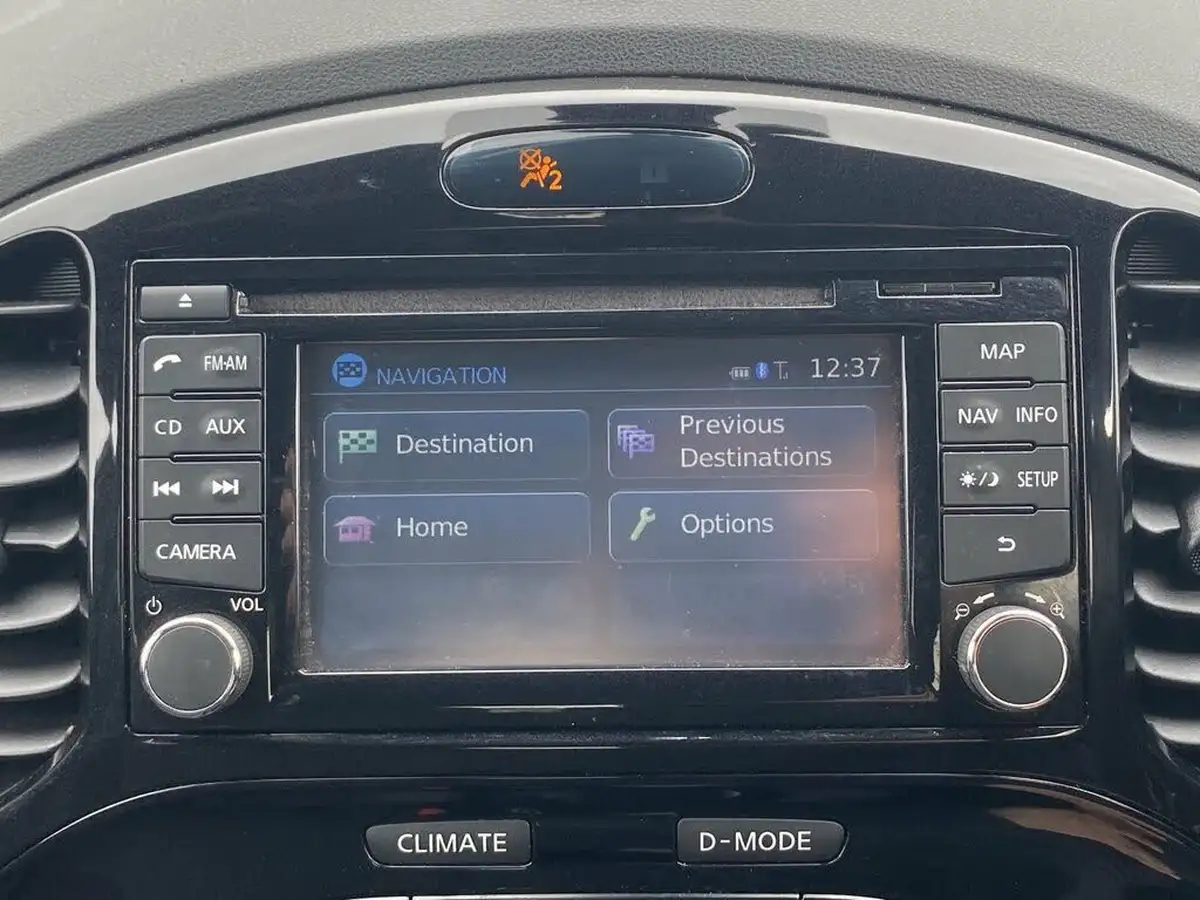 2
NAVIGATION
12:37
Destination
Previous
Destinations
Home
Options
FM·AM
CD AUX
CAMERA
VOL
MAP
NAV INFO
SETUP
CLIMATE
D-MODE